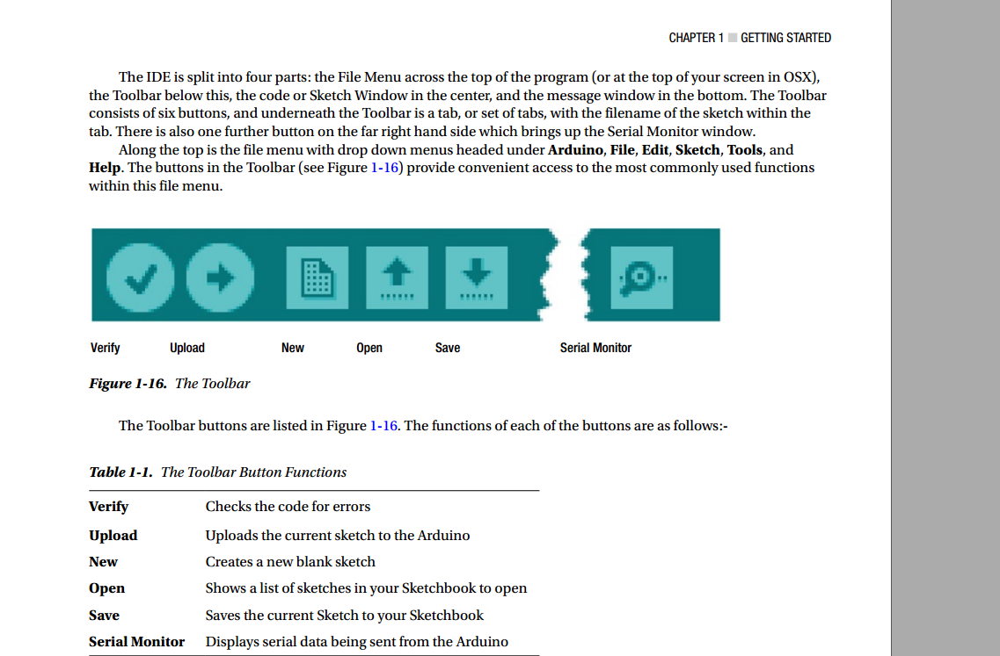 CHAPTER 1 ■ GETTING STARTED
The IDE is split into four parts: the File Menu across the top of the program (or at the top of your screen in OSX),
the Toolbar below this, the code or Sketch Window in the center, and the message window in the bottom. The Toolbar
consists of six buttons, and underneath the Toolbar is a tab, or set of tabs, with the filename of the sketch within the
tab. There is also one further button on the far right hand side which brings up the Serial Monitor window.
Along the top is the file menu with drop down menus headed under Arduino, File, Edit, Sketch, Tools, and
Help. The buttons in the Toolbar (see Figure 1-16) provide convenient access to the most commonly used functions
within this file menu.
Verify Upload New Open Save Serial Monitor
Figure 1-16. The Toolbar
The Toolbar buttons are listed in Figure 1-16. The functions of each of the buttons are as follows:-
Table 1-1. The Toolbar Button Functions
Verify Checks the code for errors
Upload Uploads the current sketch to the Arduino
New Creates a new blank sketch
Open Shows a list of sketches in your Sketchbook to open
Save Saves the current Sketch to your Sketchbook
Serial Monitor Displays serial data being sent from the Arduino